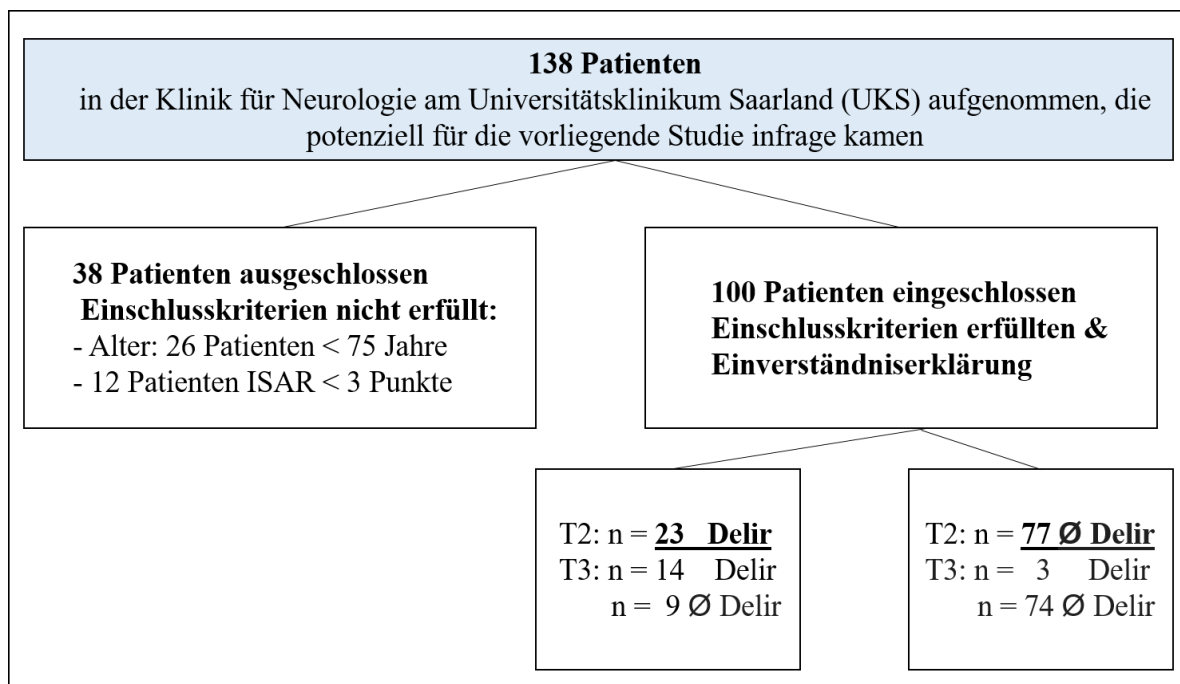 138 Patienten
in der Klinik für Neurologie am Universitätsklinikum Saarland (UKS) aufgenommen, die
potenziell für die vorliegende Studie infrage kamen
38 Patienten ausgeschlossen
Einschlusskriterien nicht erfüllt:
- Alter: 26 Patienten < 75 Jahre
- 12 Patienten ISAR < 3 Punkte
100 Patienten eingeschlossen
Einschlusskriterien erfüllten &
Einverständniserklärung
T2: n = 23 Delir
T3: n = 14 Delir
n = 9 Ø Delir
T2: n = 77 Ø Delir
T3: n = 3 Delir
n = 74 Ø Delir